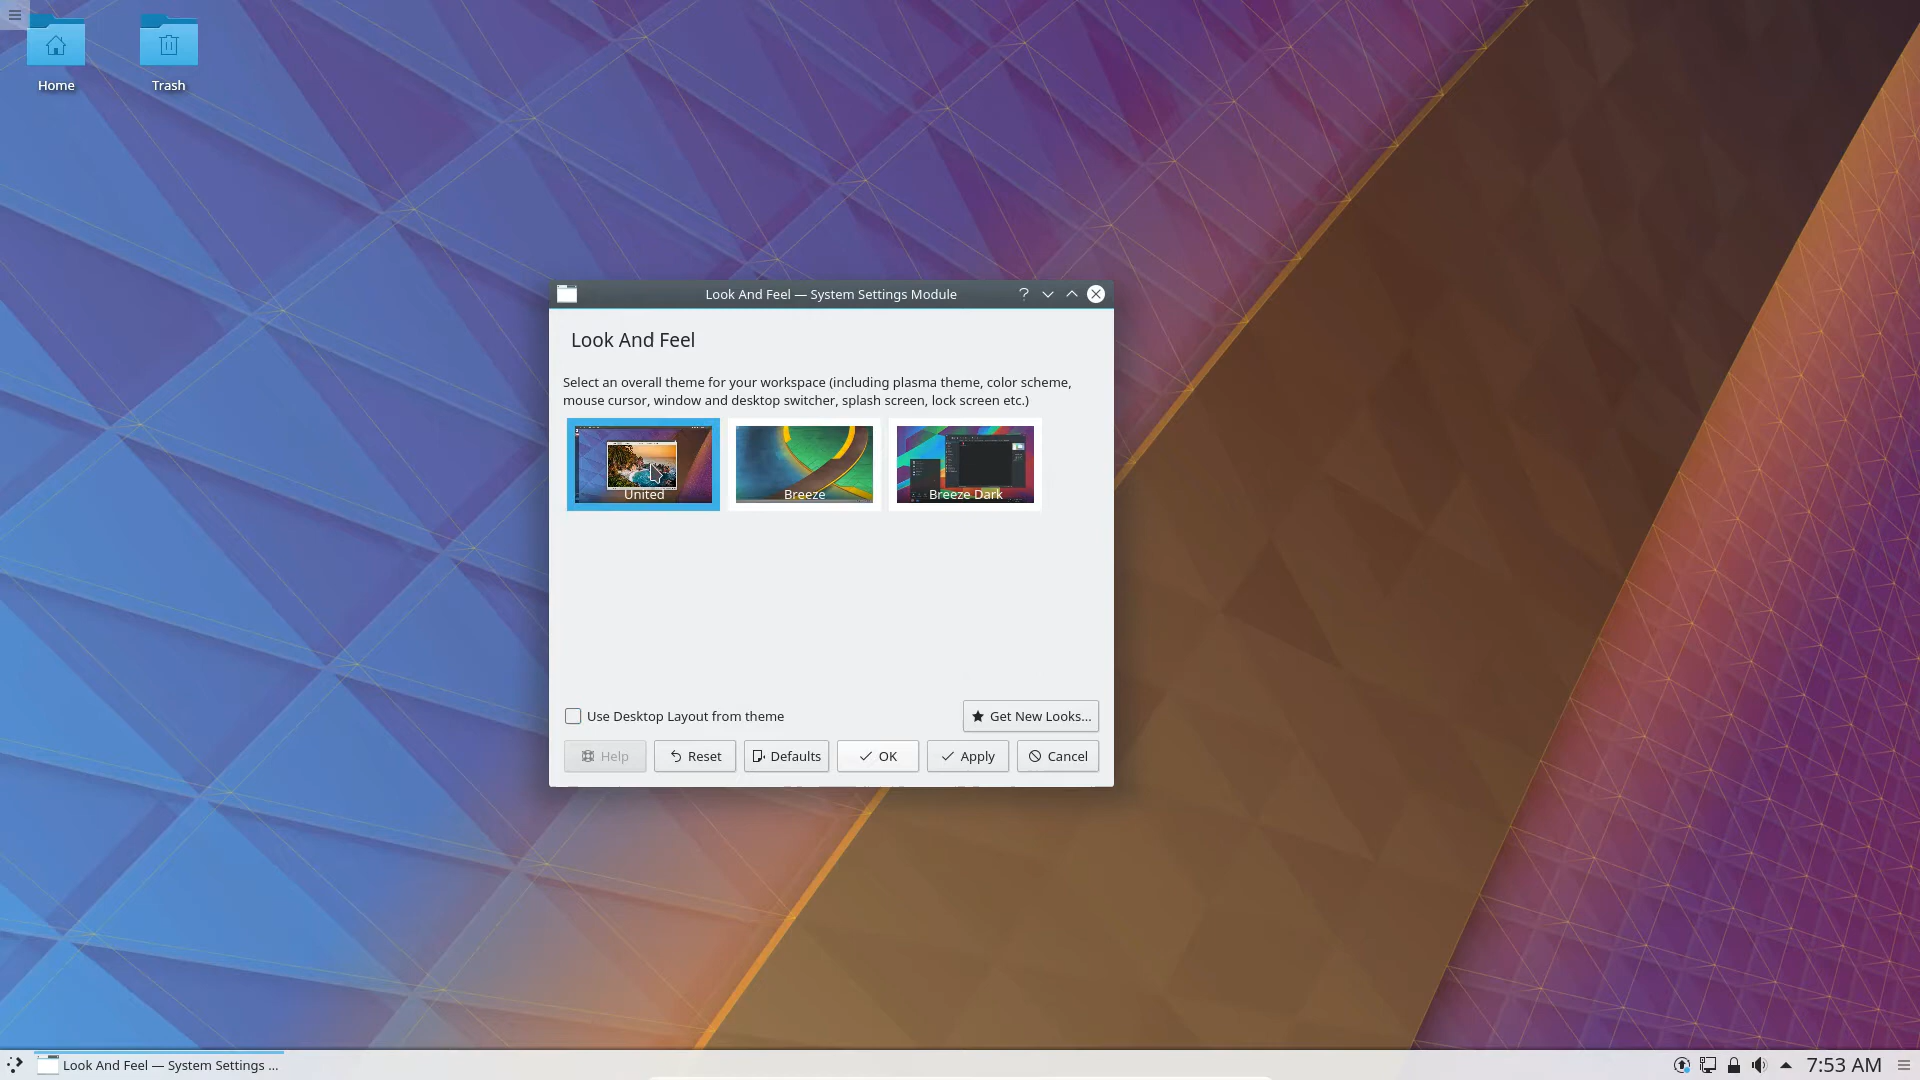 Home
Trash
Look And Feel — System Settings Module
Look And Feel
Select an overall theme for your workspace (including plasma theme, color scheme,
mouse cursor, window and desktop switcher, splash screen, lock screen etc.)
United
Breeze
Breeze Dark
Use Desktop Layout from theme
Get New Looks...
Help
Reset
Defaults
OK
Apply
Cancel
Look And Feel — System Settings ...
7:53 AM